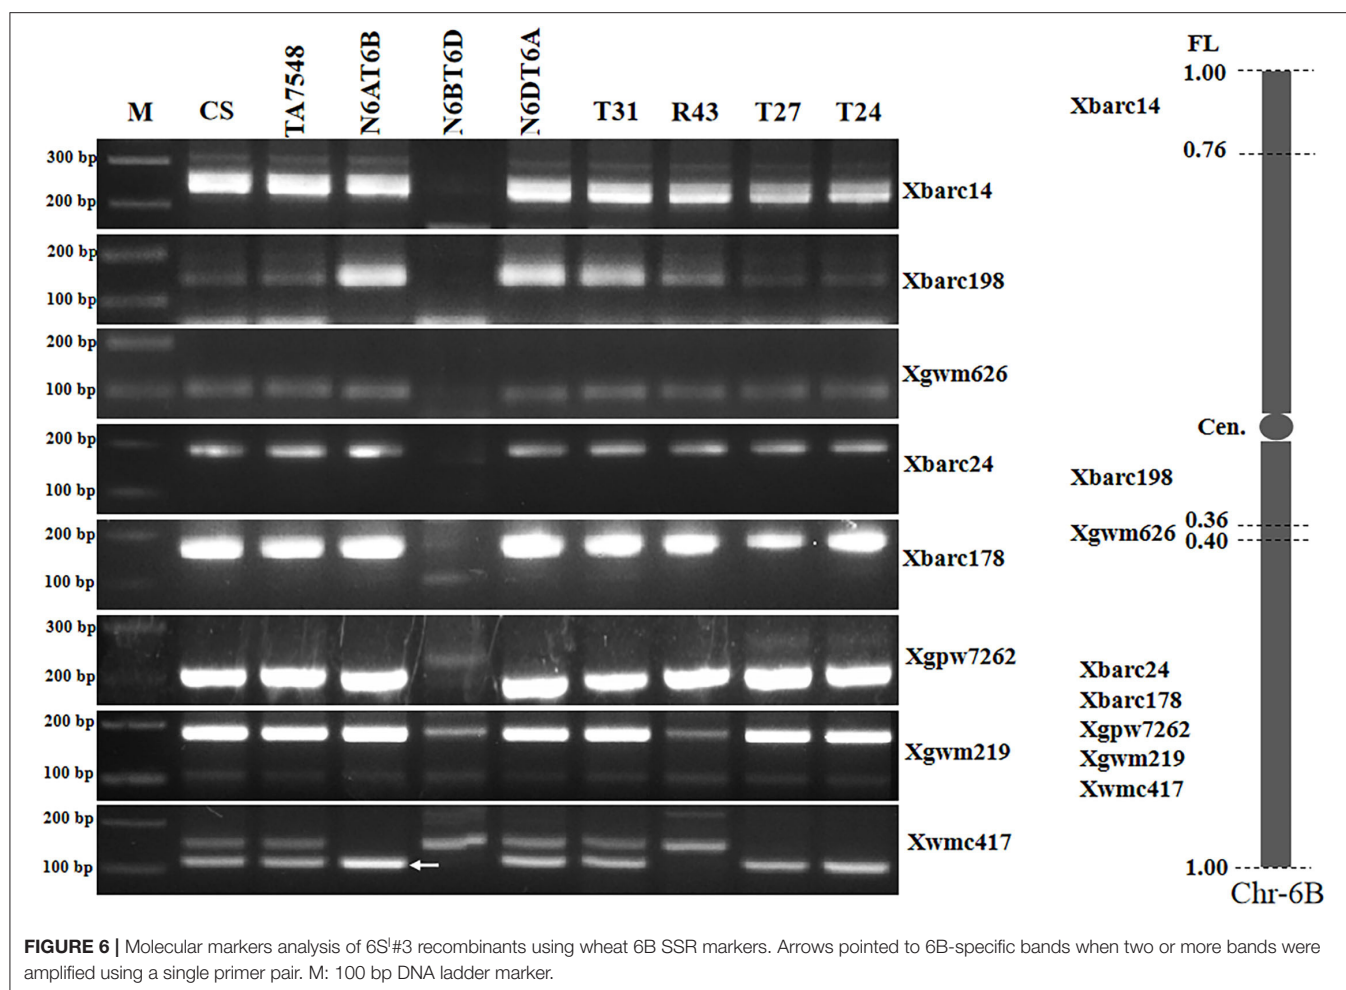 M CS TA7548 N6AT6B N6BT6D N6DT6A T31 R43 T27 T24
300 bp
200 bp
Xbarc14
200 bp
100 bp
Xbarc198
200 bp
100 bp
Xgwm626
200 bp
100 bp
Xbarc24
200 bp
100 bp
Xbarc178
300 bp
200 bp
Xgpw7262
200 bp
100 bp
Xgwm219
200 bp
100 bp
Xwmc417
FL
1.00
Xbarc14
0.76
Cen.
Xbarc198
0.36
Xgwm626
0.40
Xbarc24
Xbarc178
Xgpw7262
Xgwm219
Xwmc417
1.00
Chr-6B
FIGURE 6 | Molecular markers analysis of 6Sˡ#3 recombinants using wheat 6B SSR markers. Arrows pointed to 6B-specific bands when two or more bands were
amplified using a single primer pair. M: 100 bp DNA ladder marker.